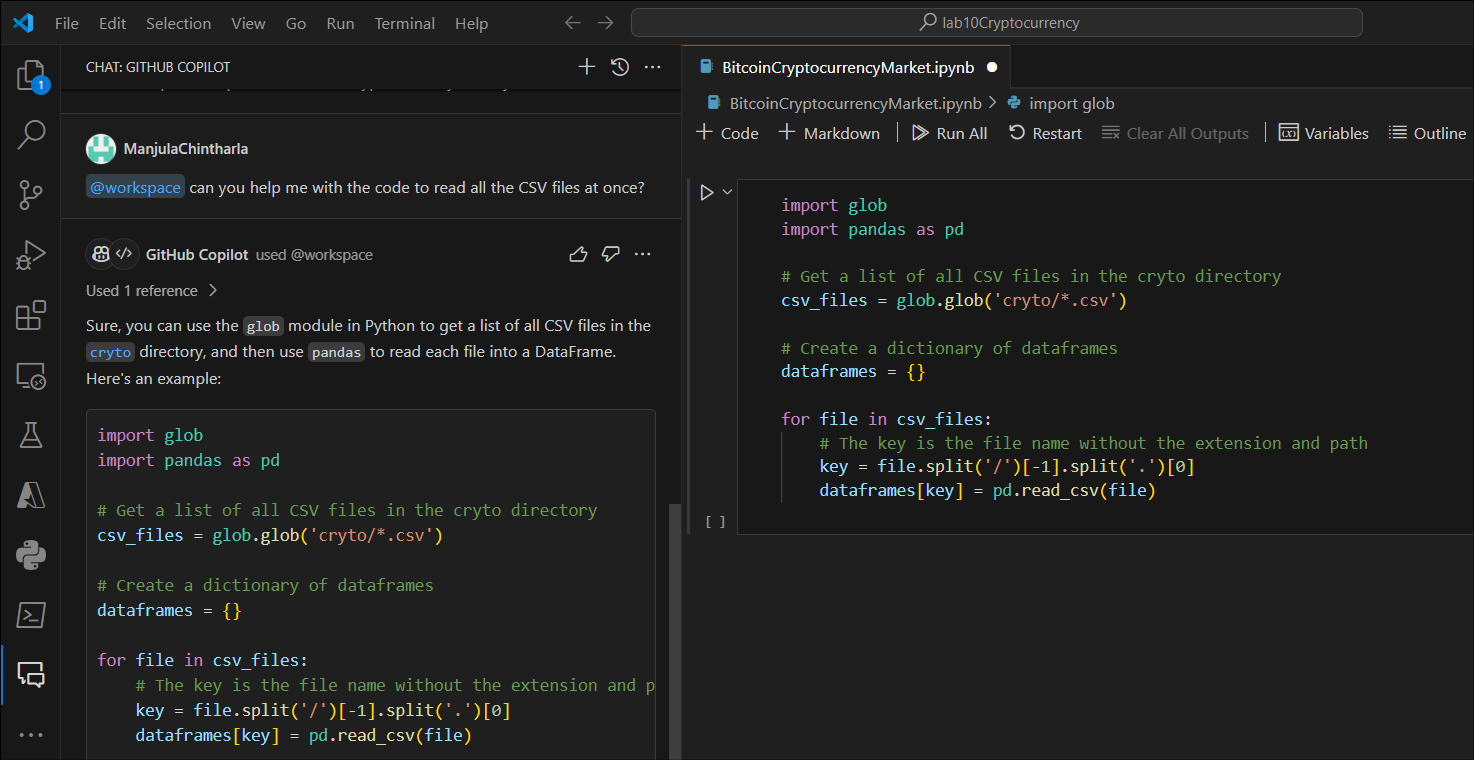 File Edit Selection View Go Run Terminal Help
lab10Cryptocurrency
1
CHAT: GITHUB COPILOT
ManjulaChintharla
@workspace can you help me with the code to read all the CSV files at once?
GitHub Copilot used @workspace
Used 1 reference
Sure, you can use the glob module in Python to get a list of all CSV files in the
cryto directory, and then use pandas to read each file into a DataFrame.
Here's an example:
import glob
import pandas as pd
# Get a list of all CSV files in the cryto directory
csv_files = glob.glob('cryto/*.csv')
# Create a dictionary of dataframes
dataframes = {}
for file in csv_files:
# The key is the file name without the extension and p
key = file.split('/')[-1].split('.')[0]
dataframes[key] = pd.read_csv(file)
BitcoinCryptocurrencyMarket.ipynb
BitcoinCryptocurrencyMarket.ipynb > import glob
+ Code + Markdown Run All Restart Clear All Outputs Variables Outline
import glob
import pandas as pd
# Get a list of all CSV files in the cryto directory
csv_files = glob.glob('cryto/*.csv')
# Create a dictionary of dataframes
dataframes = {}
for file in csv_files:
# The key is the file name without the extension and path
key = file.split('/')[-1].split('.')[0]
dataframes[key] = pd.read_csv(file)
[ ]